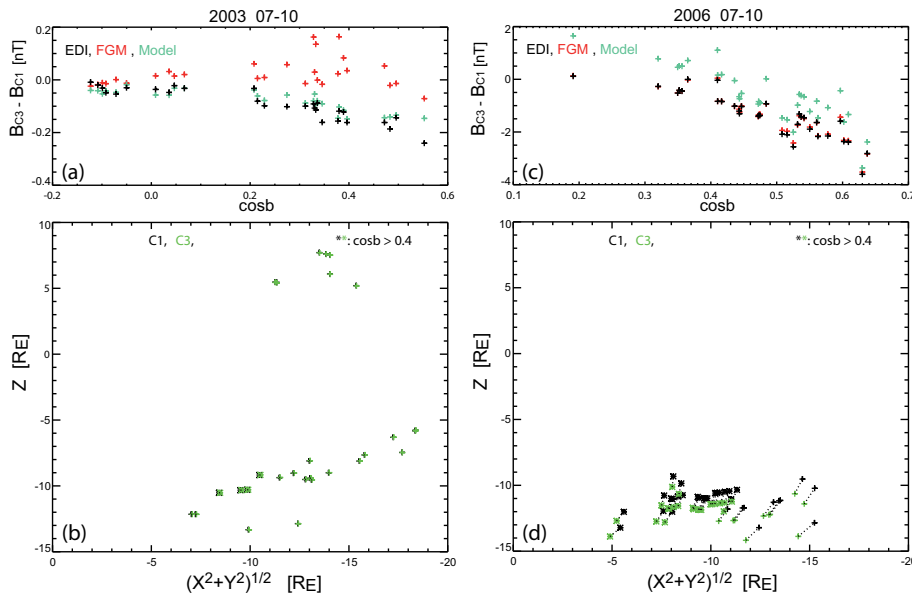 2003 07-10
2006 07-10
B_C3 - B_C1 [nT]
0.2
0.0
-0.2
-0.4
EDI, FGM , Model
(a)
-0.2
0.0
0.2
0.4
0.6
cosb
B_C3 - B_C1 [nT]
2
0
-2
-4
EDI, FGM , Model
(c)
0.1
0.2
0.3
0.4
0.5
0.6
0.7
cosb
Z [RE]
10
5
0
-5
-10
-15
C1, C3,
**: cosb > 0.4
(b)
0
-5
-10
-15
-20
(X²+Y²)^1/2 [RE]
Z [RE]
10
5
0
-5
-10
-15
C1, C3,
**: cosb > 0.4
(d)
-5
-10
-15
-20
(X²+Y²)^1/2 [RE]